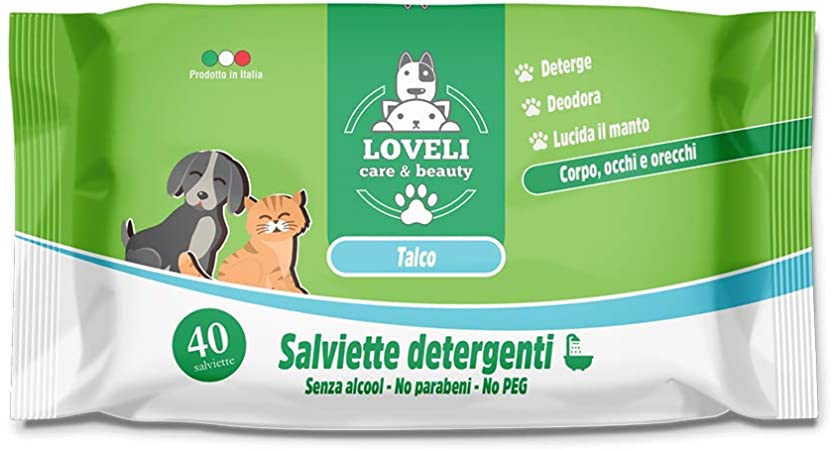 Prodotto in Italia
LOVELI
care & beauty
Talco
Deterge
Deodora
Lucida il manto
Corpo, occhi e orecchi
40
salviette
Salviette detergenti
Senza alcool - No parabeni - No PEG